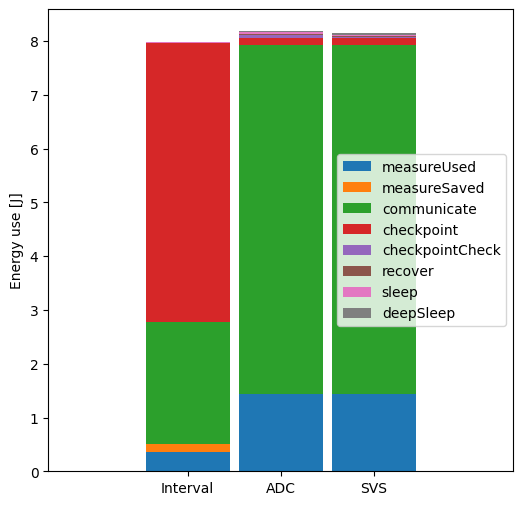 8
7
6
5
4
3
2
1
0
Energy use [J]
measureUsed
measureSaved
communicate
checkpoint
checkpointCheck
recover
sleep
deepSleep
Interval ADC SVS